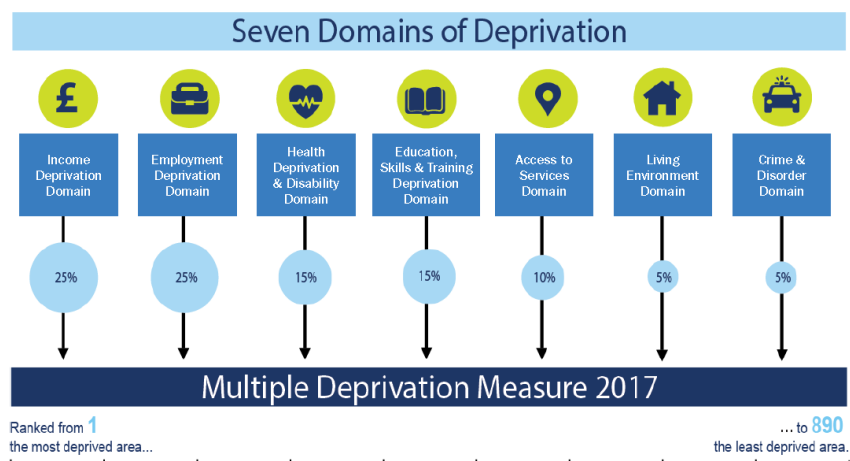 Seven Domains of Deprivation
£
Income
Deprivation
Domain
Employment
Deprivation
Domain
Health
Deprivation
& Disability
Domain
Education,
Skills & Training
Deprivation
Domain
Access to
Services
Domain
Living
Environment
Domain
Crime &
Disorder
Domain
25%
25%
15%
15%
10%
5%
5%
Multiple Deprivation Measure 2017
Ranked from 1
the most deprived area...
... to 890
the least deprived area.